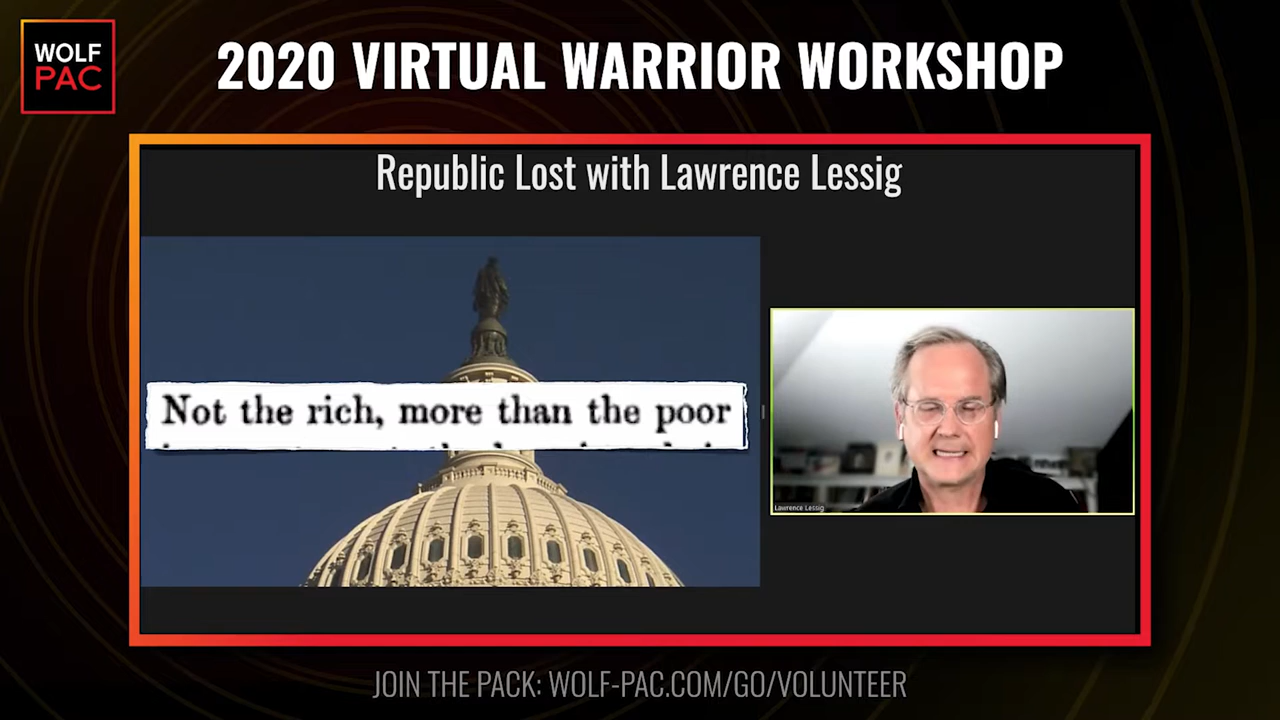 WOLF
PAC
2020 VIRTUAL WARRIOR WORKSHOP
Republic Lost with Lawrence Lessig
Not the rich, more than the poor
Lawrence Lessig
JOIN THE PACK: WOLF-PAC.COM/GO/VOLUNTEER